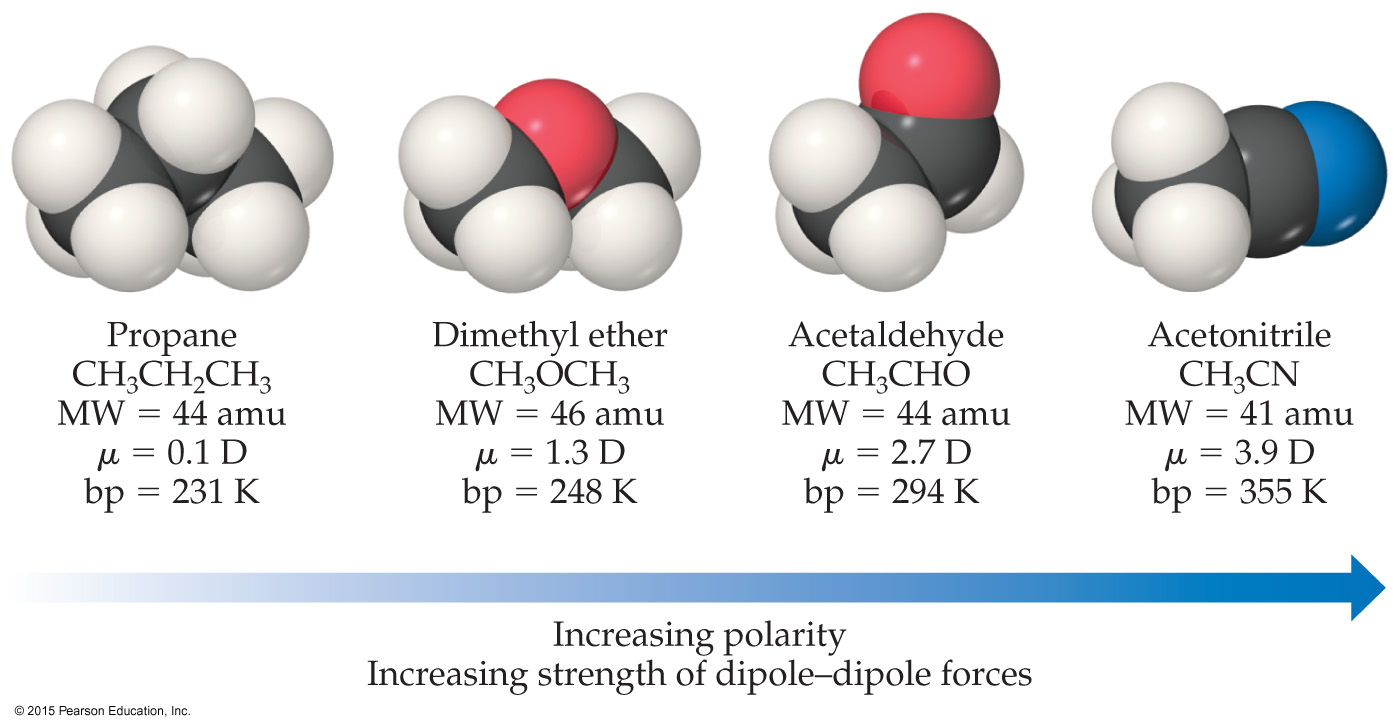 Propane
CH₃CH₂CH₃
MW = 44 amu
μ = 0.1 D
bp = 231 K
Dimethyl ether
CH₃OCH₃
MW = 46 amu
μ = 1.3 D
bp = 248 K
Acetaldehyde
CH₃CHO
MW = 44 amu
μ = 2.7 D
bp = 294 K
Acetonitrile
CH₃CN
MW = 41 amu
μ = 3.9 D
bp = 355 K
Increasing polarity
Increasing strength of dipole–dipole forces
© 2015 Pearson Education, Inc.